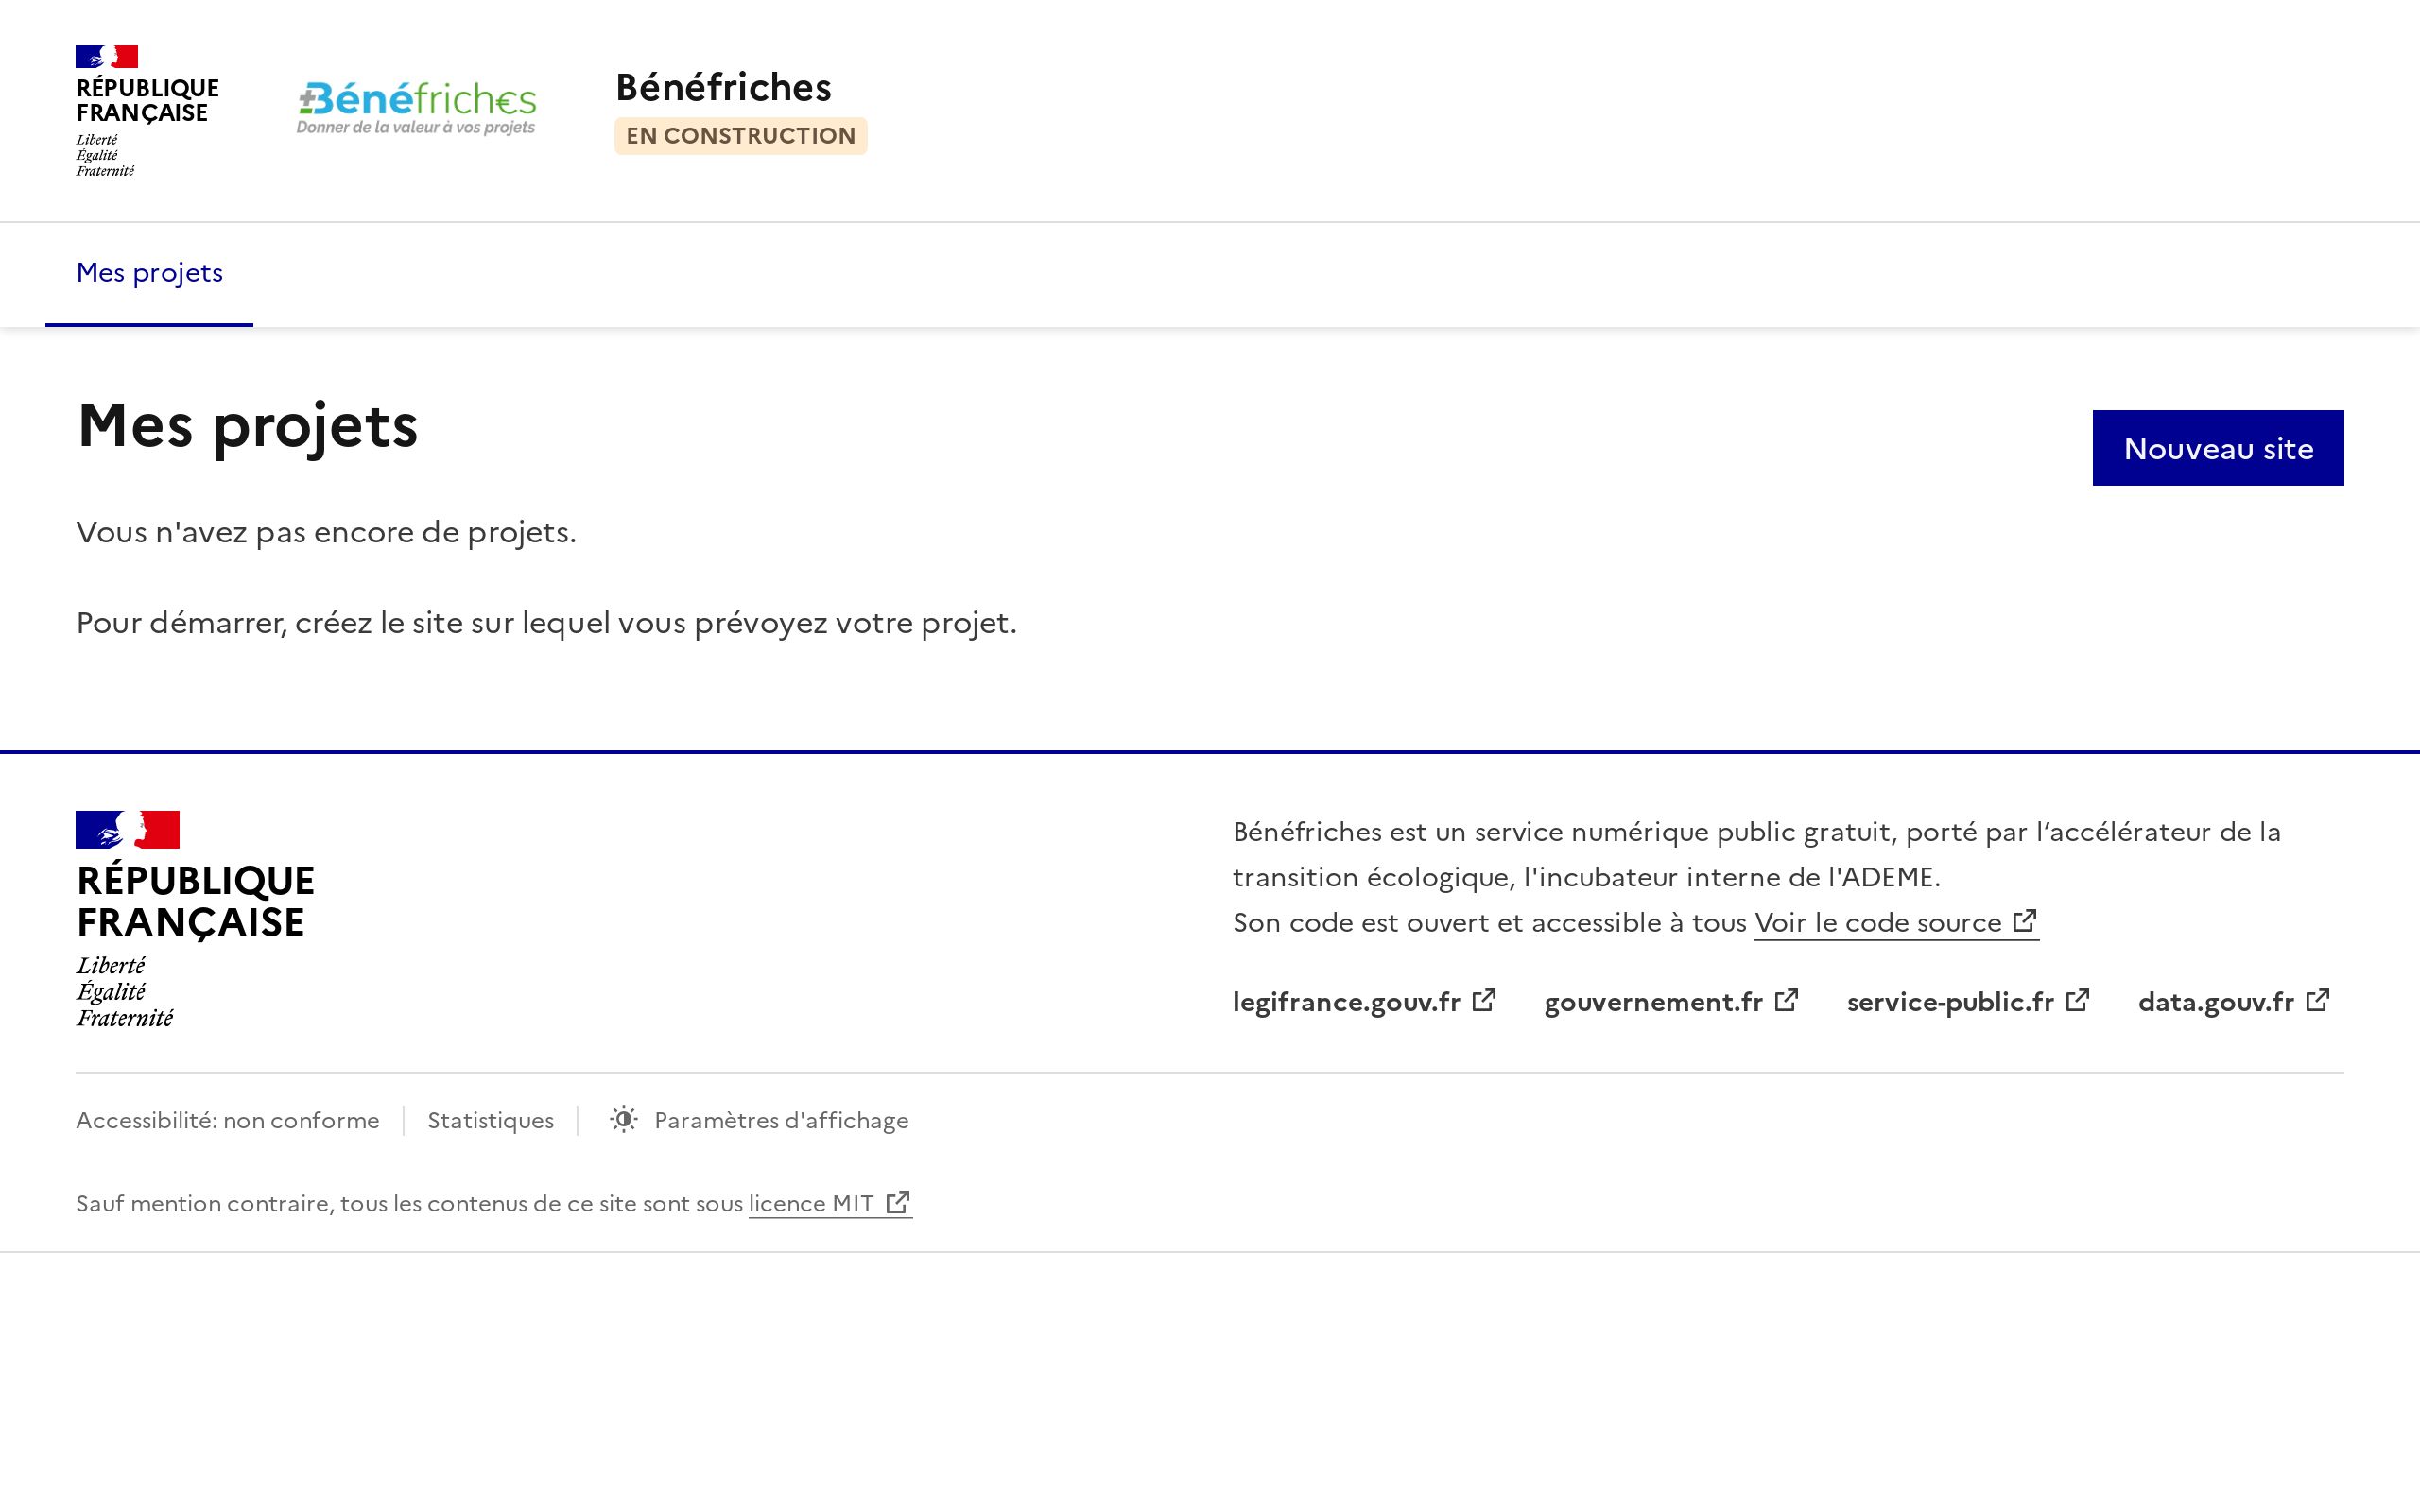 RÉPUBLIQUE
FRANÇAISE
Liberté
Égalité
Fraternité
Bénéfriches
Donner de la valeur à vos projets
Bénéfriches
EN CONSTRUCTION
Mes projets
Mes projets
Nouveau site
Vous n'avez pas encore de projets.
Pour démarrer, créez le site sur lequel vous prévoyez votre projet.
RÉPUBLIQUE
FRANÇAISE
Liberté
Égalité
Fraternité
Bénéfriches est un service numérique public gratuit, porté par l’accélérateur de la
transition écologique, l'incubateur interne de l'ADEME.
Son code est ouvert et accessible à tous Voir le code source
legifrance.gouv.fr gouvernement.fr service-public.fr data.gouv.fr
Accessibilité: non conforme Statistiques Paramètres d'affichage
Sauf mention contraire, tous les contenus de ce site sont sous licence MIT